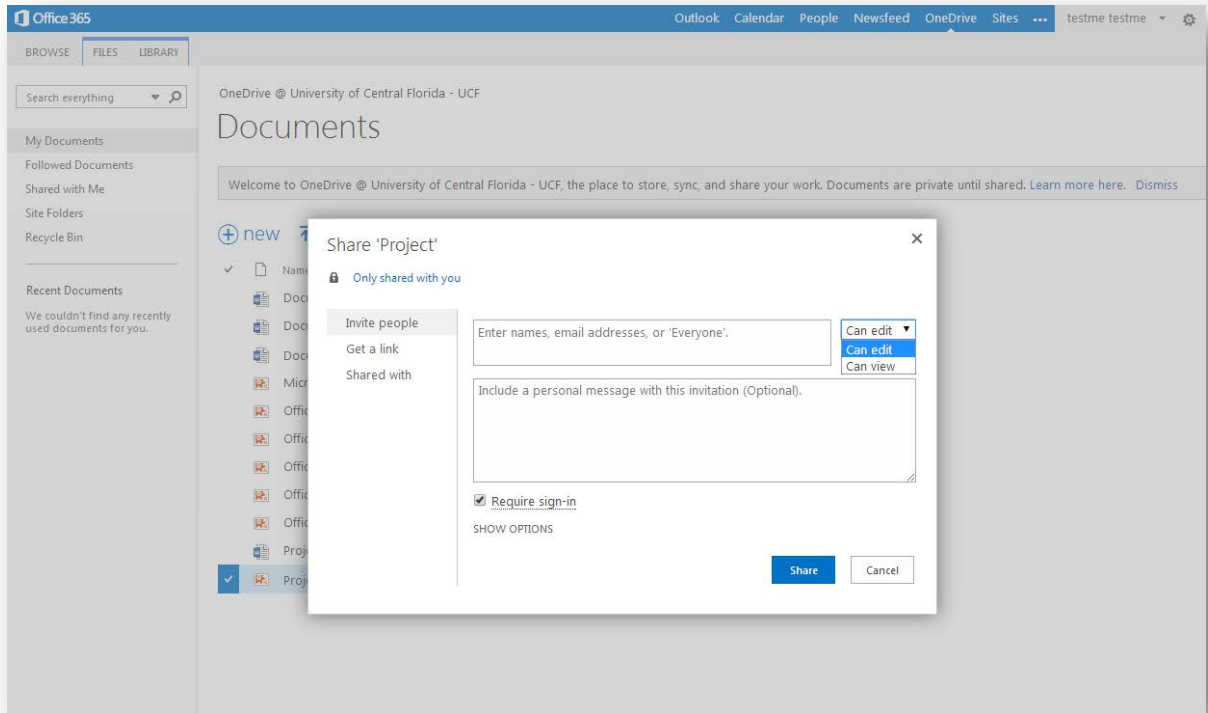 Office 365
Outlook Calendar People Newsfeed OneDrive Sites ••• testme testme
BROWSE FILES LIBRARY
Search everything
My Documents
Followed Documents
Shared with Me
Site Folders
Recycle Bin
Recent Documents
We couldn't find any recently
used documents for you.
OneDrive @ University of Central Florida - UCF
Documents
Welcome to OneDrive @ University of Central Florida - UCF, the place to store, sync, and share your work. Documents are private until shared. Learn more here. Dismiss
new
Share 'Project'
Only shared with you
Invite people
Get a link
Shared with
Enter names, email addresses, or 'Everyone'.
Can edit
Can edit
Can view
Include a personal message with this invitation (Optional).
Require sign-in
SHOW OPTIONS
Share Cancel